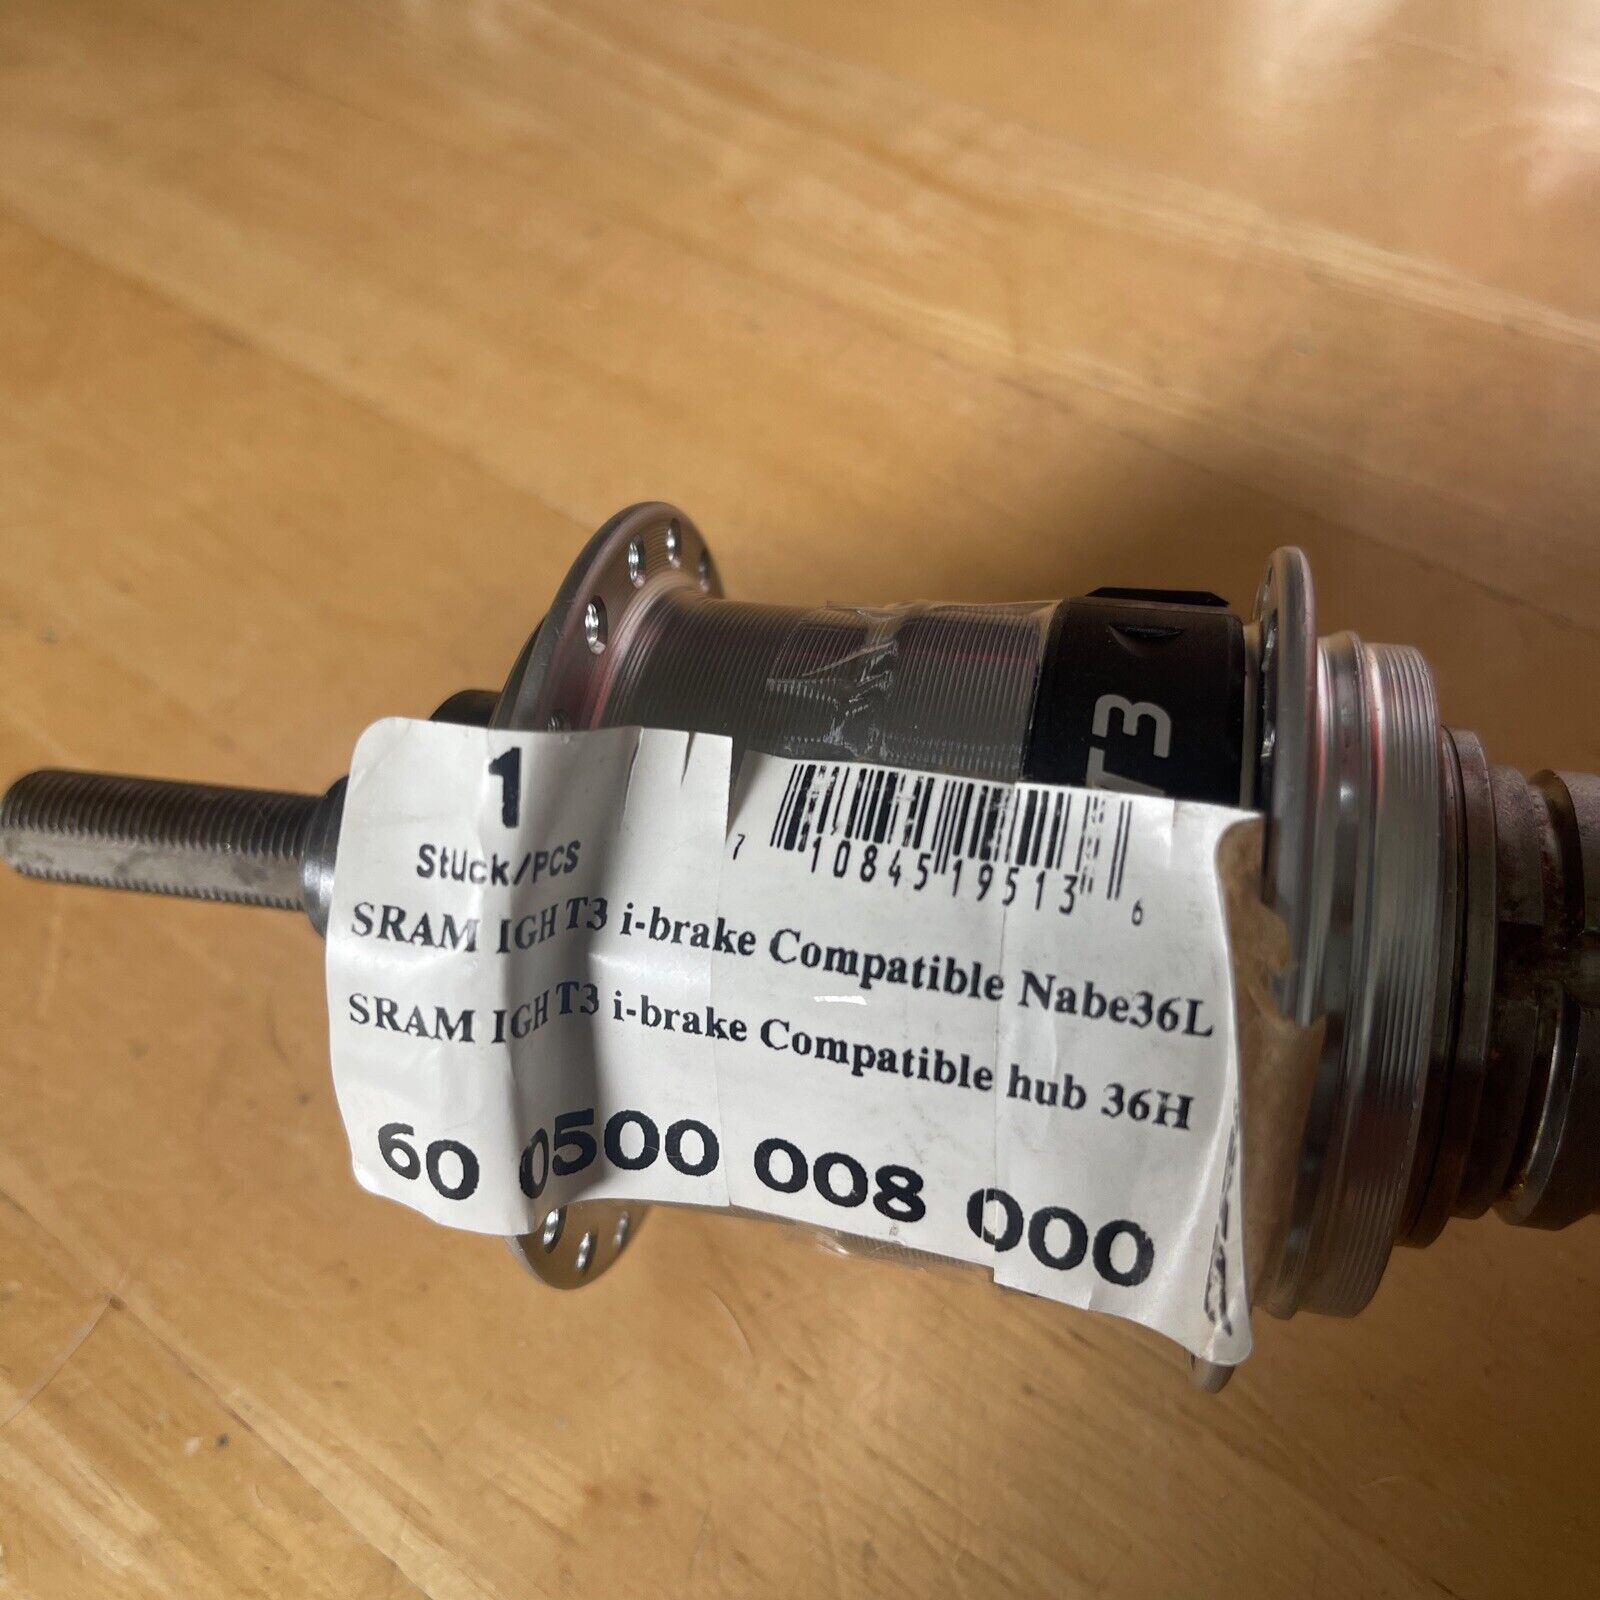 T3
1
Stück/PCS
7 10845 19513 6
SRAM IGH T3 i-brake Compatible Nabe36L
SRAM IGH T3 i-brake Compatible hub 36H
60 0500 008 000